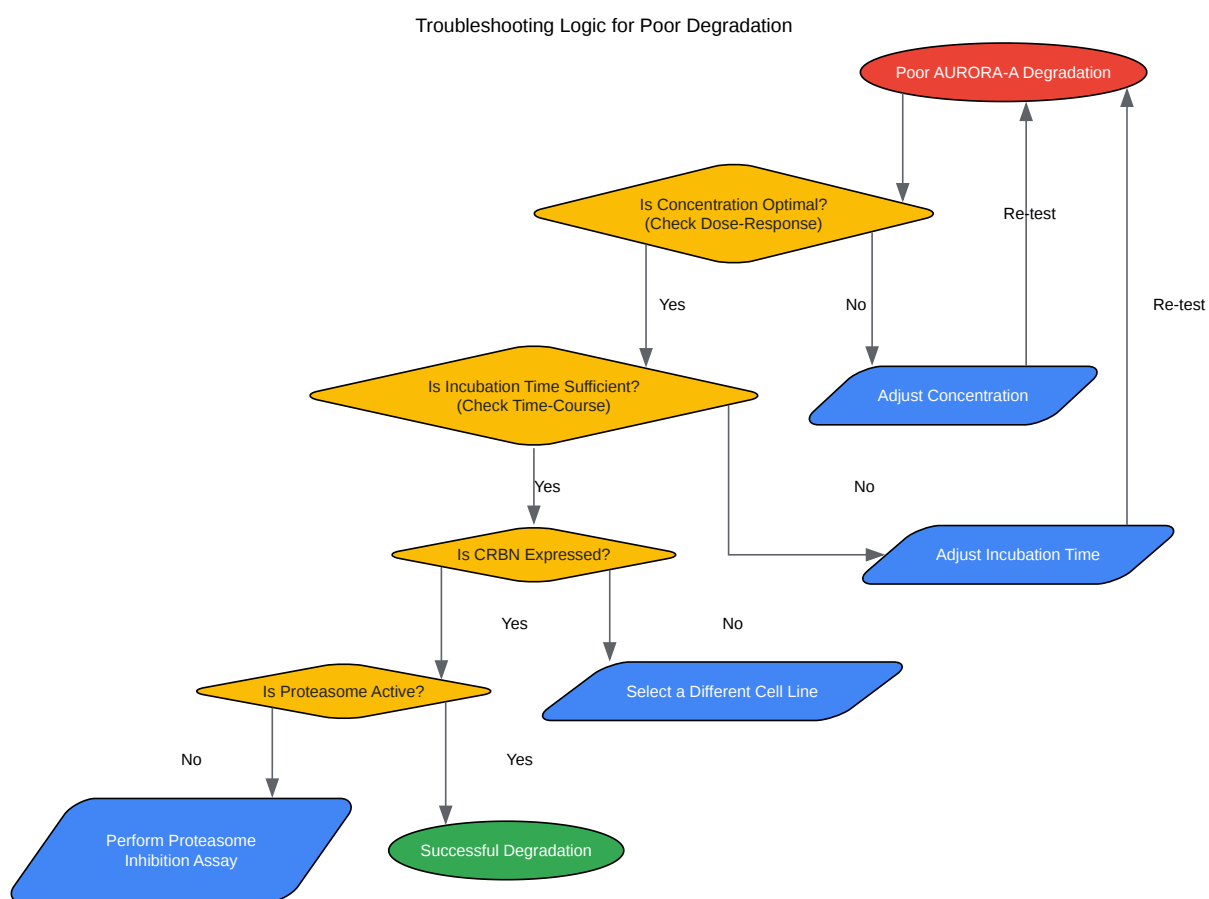 Troubleshooting Logic for Poor Degradation
Poor AURORA-A Degradation
Is Concentration Optimal?
(Check Dose-Response)
Re-test
Yes
No
Re-test
Is Incubation Time Sufficient?
(Check Time-Course)
Adjust Concentration
Yes
No
Is CRBN Expressed?
Adjust Incubation Time
Yes
No
Is Proteasome Active?
Select a Different Cell Line
No
Yes
Perform Proteasome
Inhibition Assay
Successful Degradation